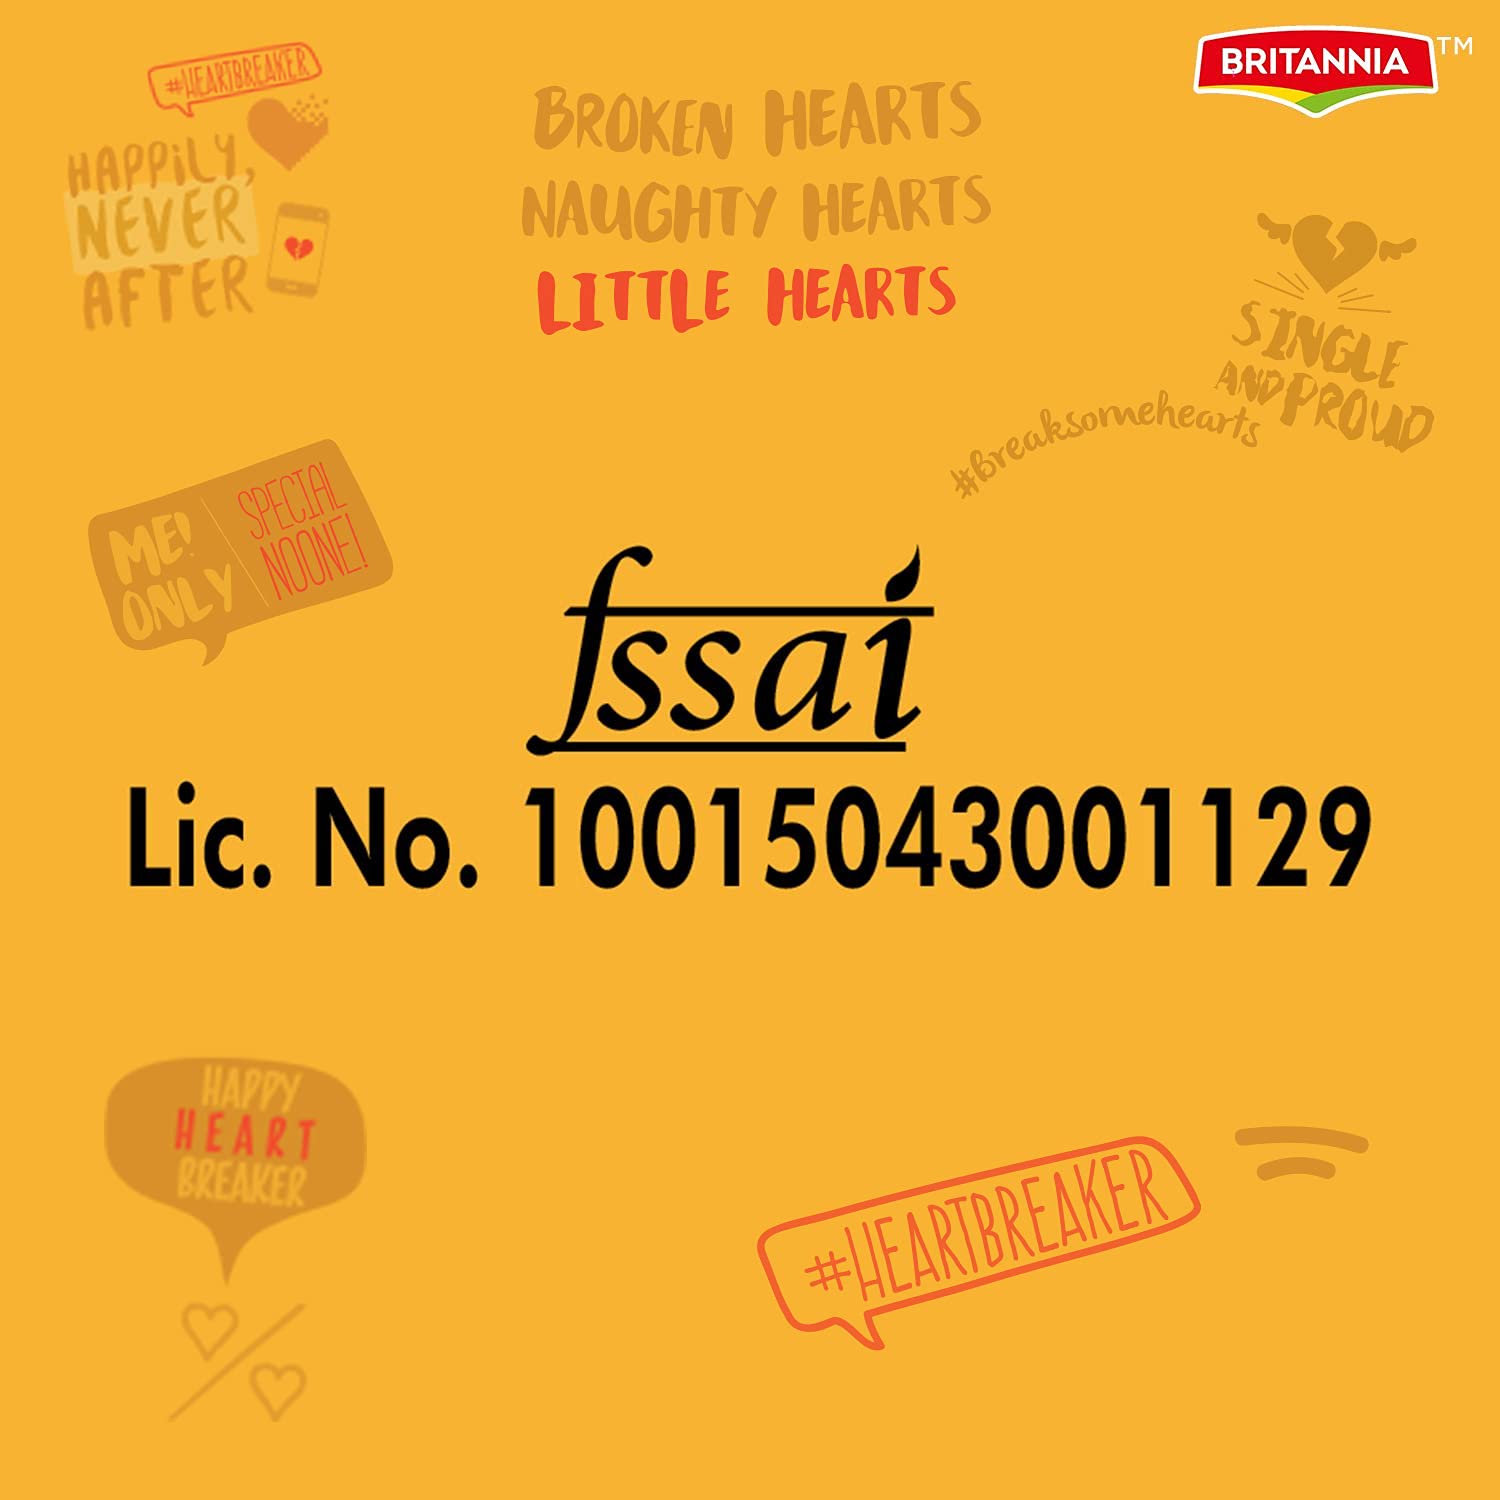 BRITANNIA™
#HEARTBREAKER
HAPPiLY,
NEVER
AFTER
BROKEN HEARTS
NAUGHTY HEARTS
LITTLE HEARTS
SINGLE
AND PROUD
#breaksomehearts
ME!
ONLY
SPECIAL
NOONE!
fssai
Lic. No. 10015043001129
HAPPY
HEART
BREAKER
#HEARTBREAKER